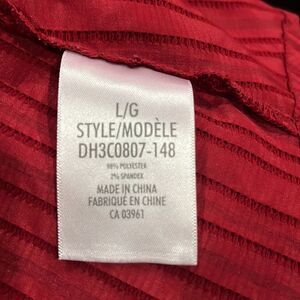 L/G
STYLE/MODÈLE
DH3C0807-148
98% POLYESTER
2% SPANDEX
MADE IN CHINA
FABRIQUÉ EN CHINE
CA 03961